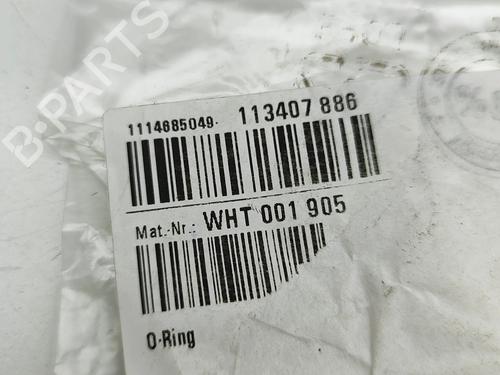 B-PARTS
1114685049- 113407 886
Mat.-Nr.: WHT 001 905
O-Ring